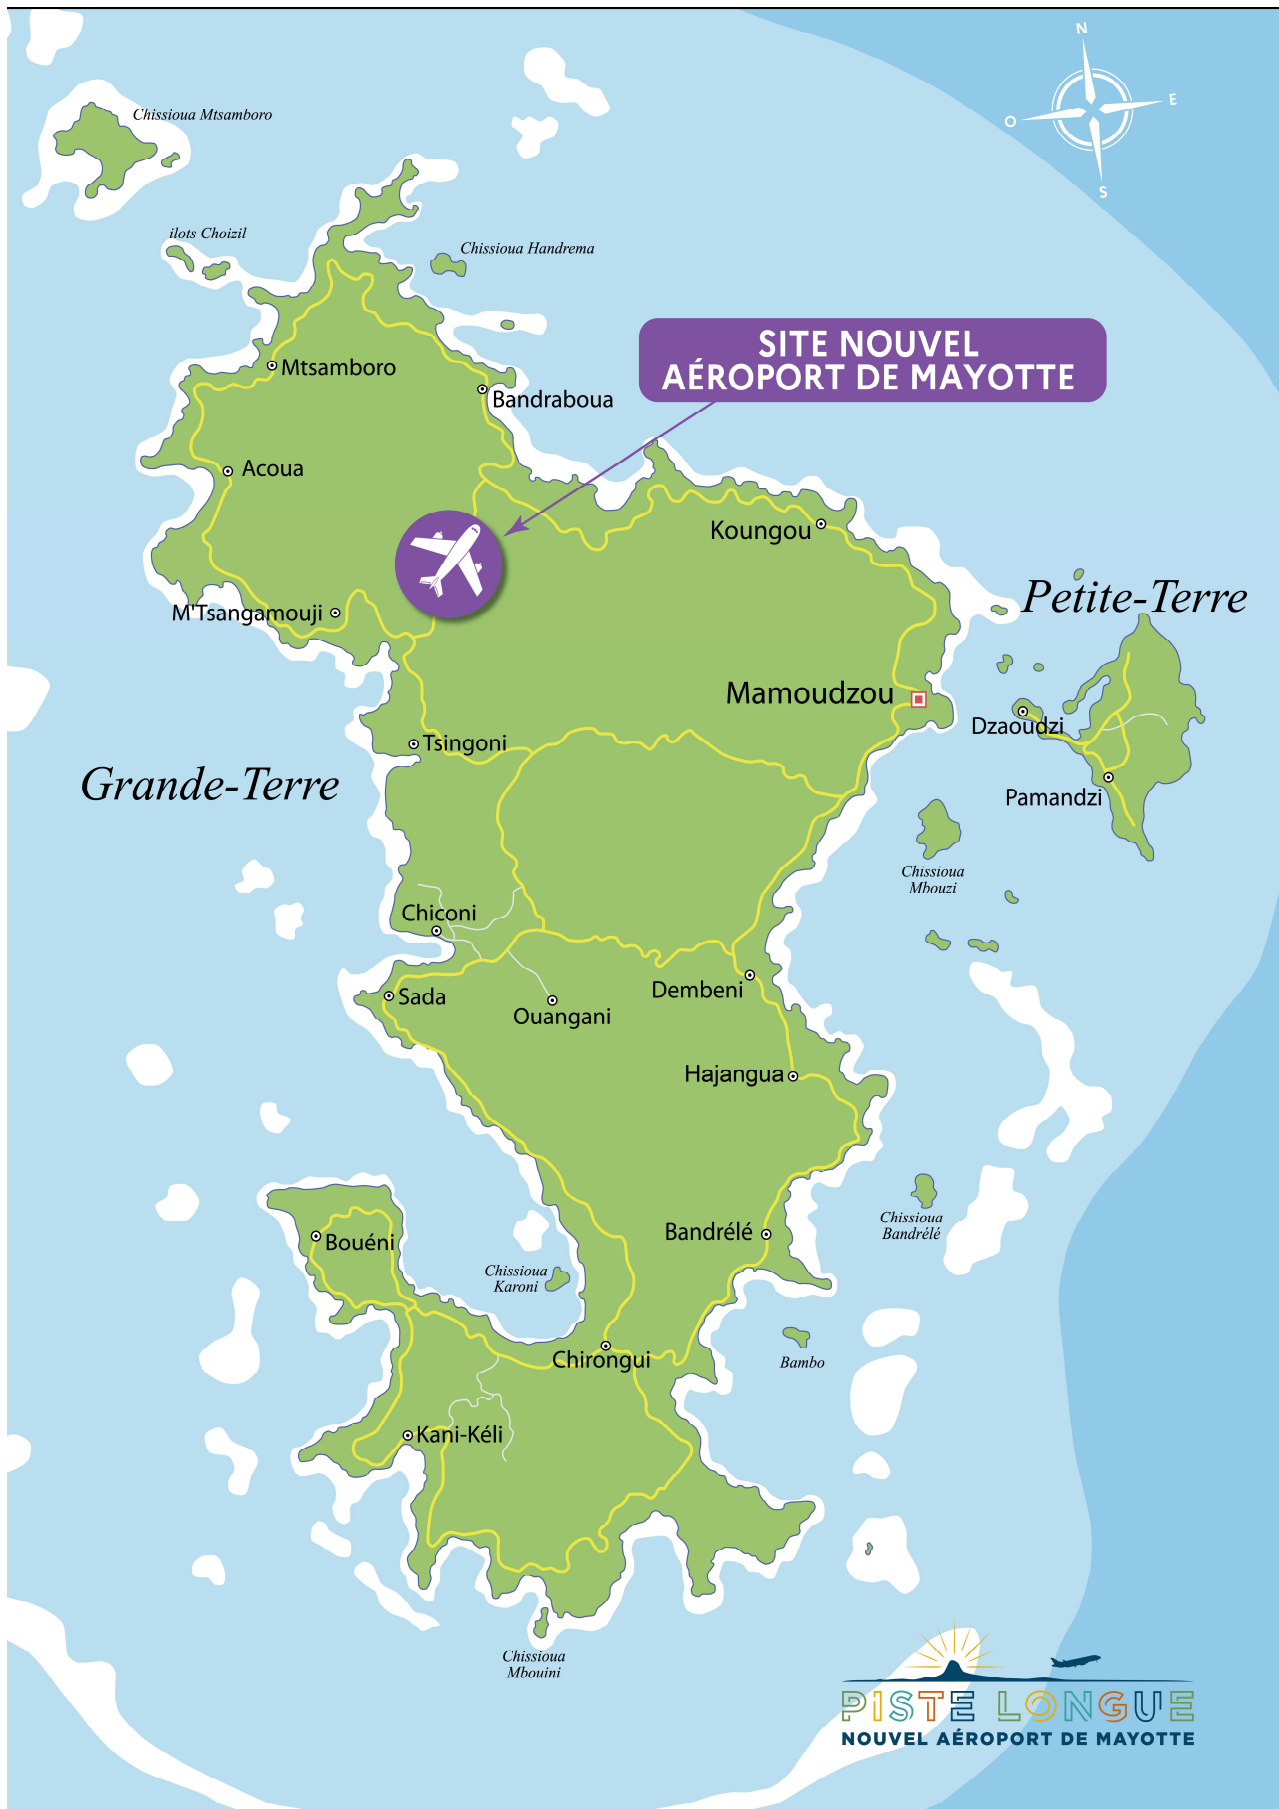 N
E
O
S
Chissioua Mtsamboro
ilots Choizil
Chissioua Handrema
SITE NOUVEL
AÉROPORT DE MAYOTTE
Mtsamboro
Bandraboua
Acoua
Koungou
Petite-Terre
M'Tsangamouji
Mamoudzou
Dzaoudzi
Tsingoni
Grande-Terre
Pamandzi
Chissioua
Mbouzi
Chiconi
Dembeni
Sada
Ouangani
Hajangua
Chissioua
Bandrélé
Bandrélé
Bouéni
Chissioua
Karoni
Chirongui
Bambo
Kani-Kéli
Chissioua
Mbouini
PISTE LONGUE
NOUVEL AÉROPORT DE MAYOTTE